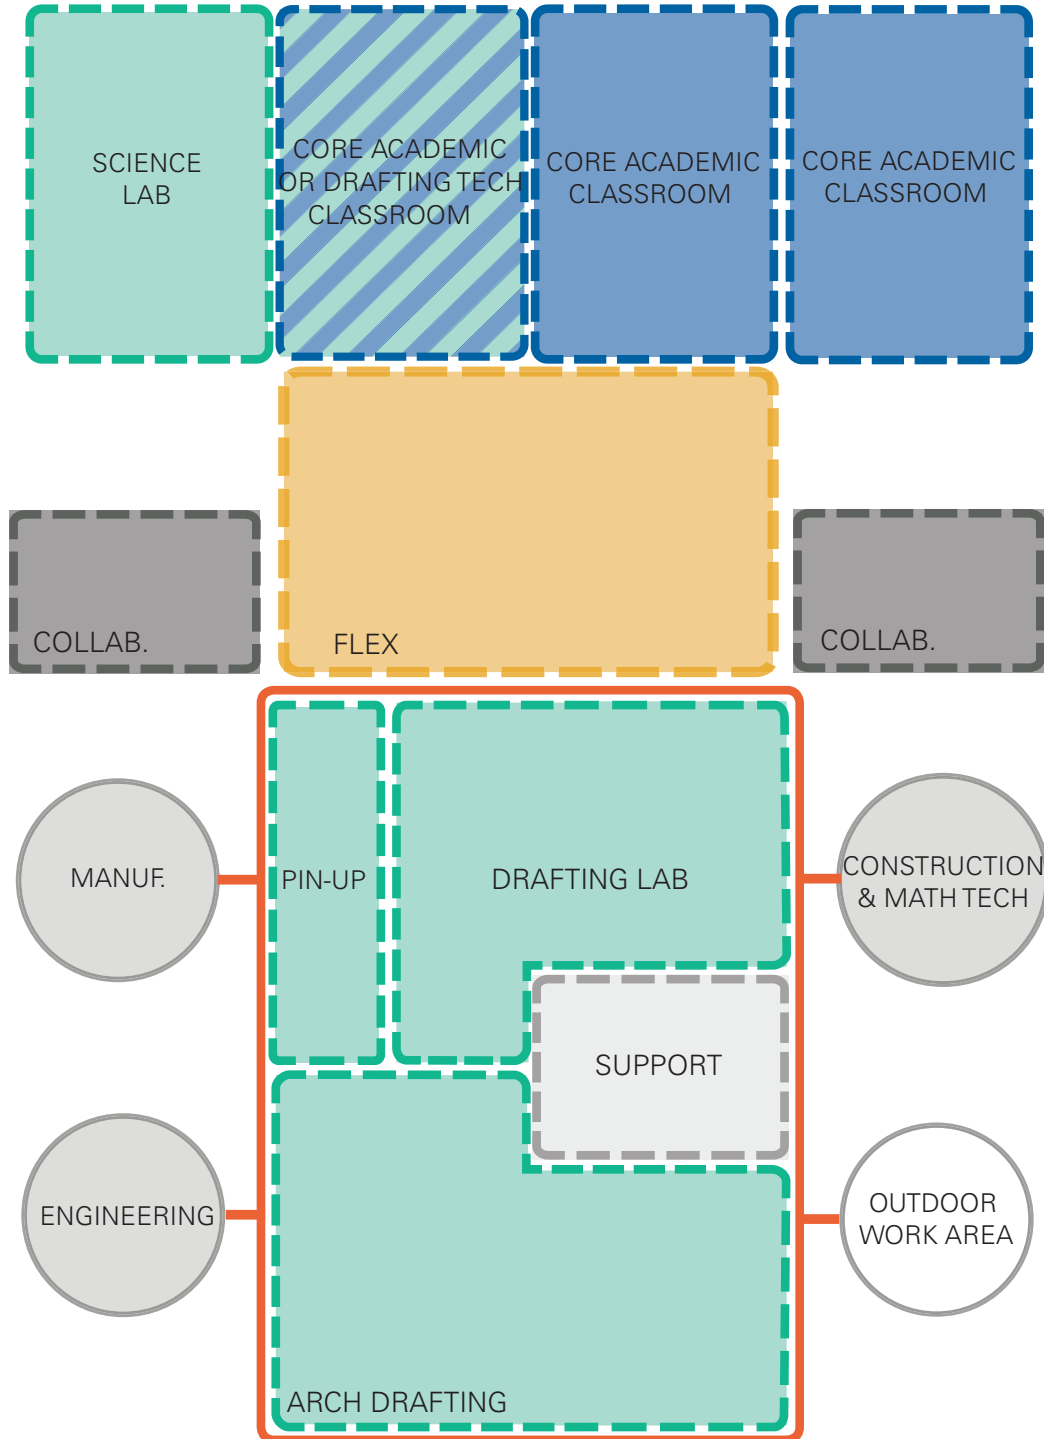 SCIENCE
LAB
CORE ACADEMIC
OR DRAFTING TECH
CLASSROOM
CORE ACADEMIC
CLASSROOM
CORE ACADEMIC
CLASSROOM
COLLAB.
FLEX
COLLAB.
MANUF.
PIN-UP
DRAFTING LAB
CONSTRUCTION
& MATH TECH
SUPPORT
ENGINEERING
OUTDOOR
WORK AREA
ARCH DRAFTING